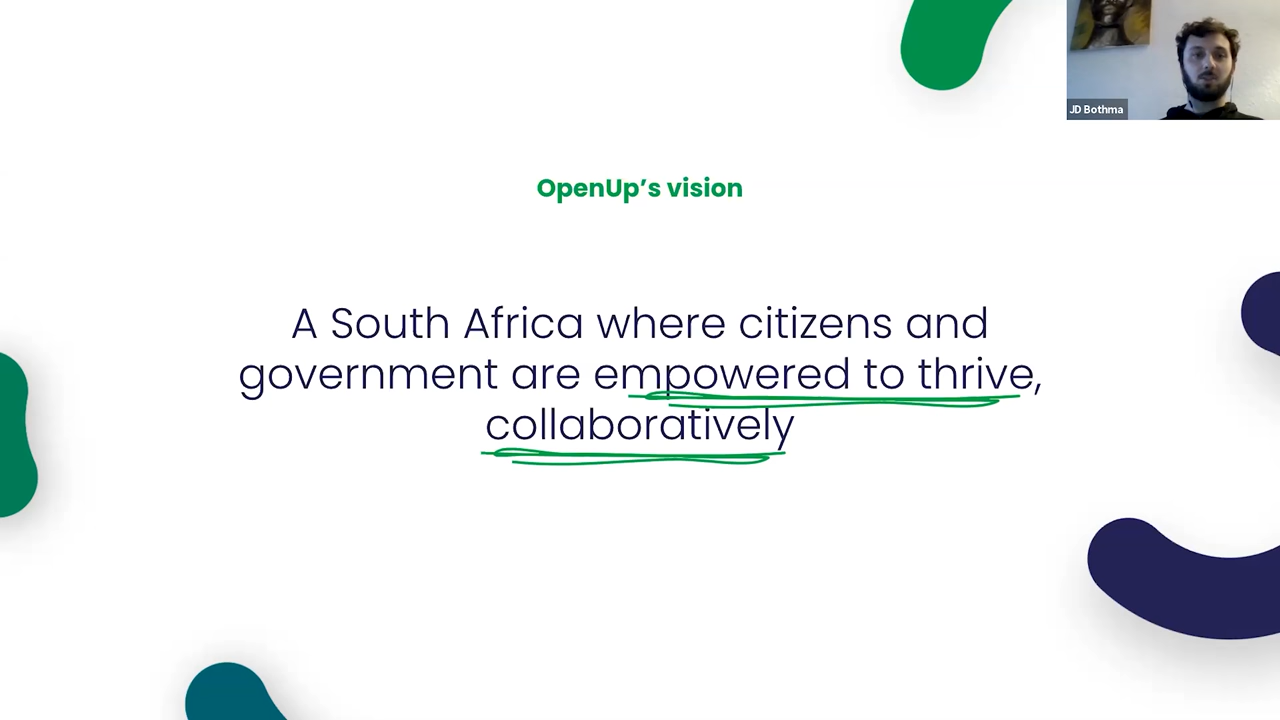 JD Bothma
OpenUp’s vision
A South Africa where citizens and
government are empowered to thrive,
collaboratively